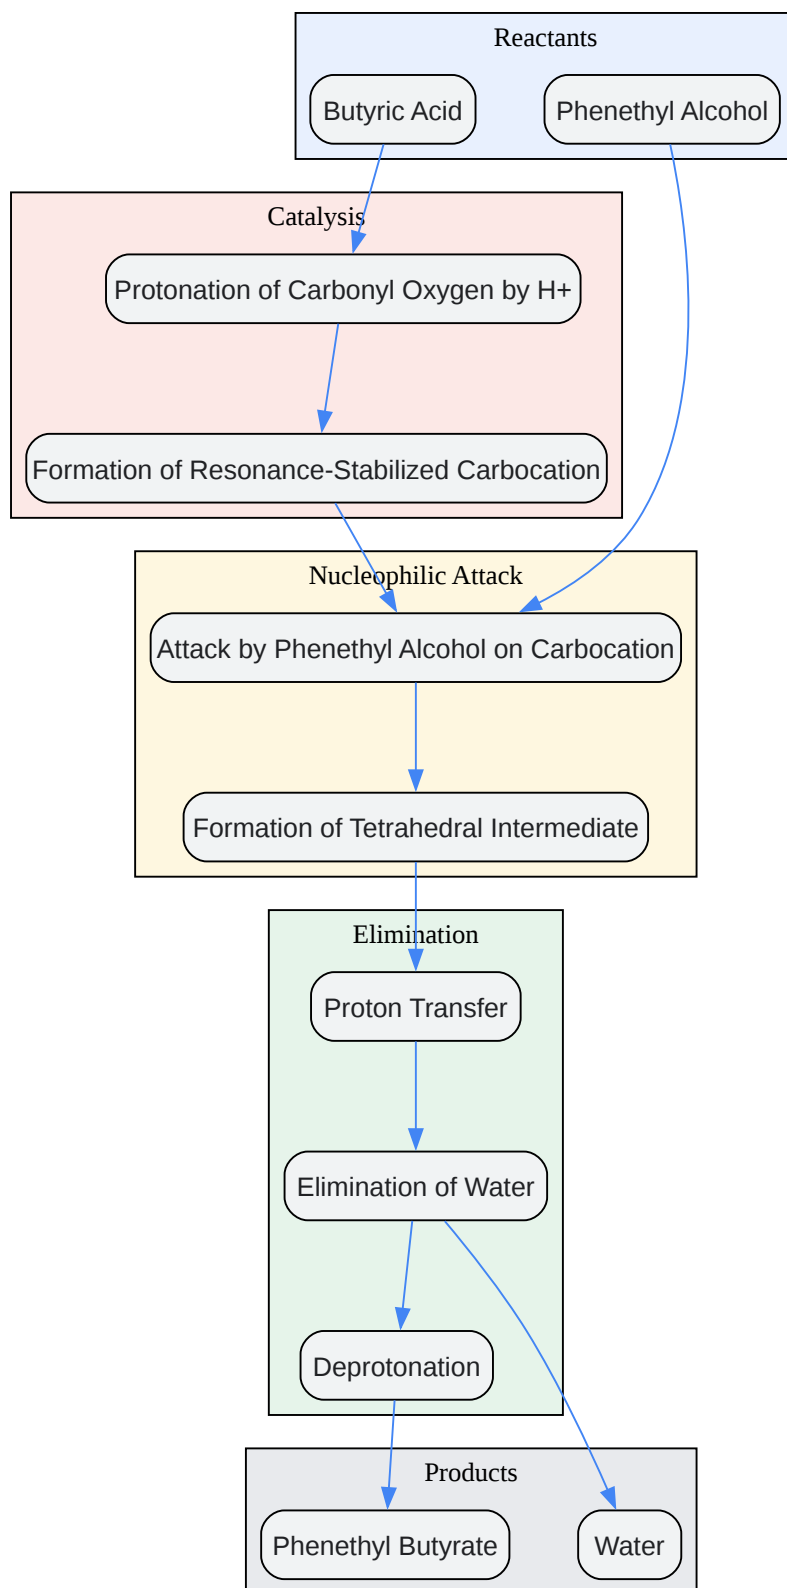 Reactants
Butyric Acid
Phenethyl Alcohol
Catalysis
Protonation of Carbonyl Oxygen by H+
Formation of Resonance-Stabilized Carbocation
Nucleophilic Attack
Attack by Phenethyl Alcohol on Carbocation
Formation of Tetrahedral Intermediate
Elimination
Proton Transfer
Elimination of Water
Deprotonation
Products
Phenethyl Butyrate
Water